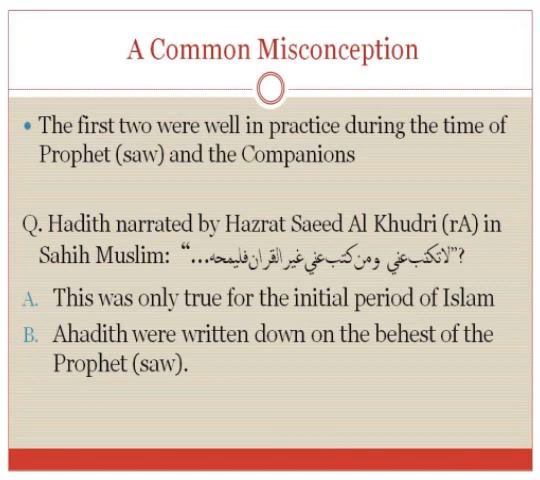 A Common Misconception
• The first two were well in practice during the time of
Prophet (saw) and the Companions
Q. Hadith narrated by Hazrat Saeed Al Khudri (rA) in
Sahih Muslim: “...لا تكتب عني ومن كتب عني غير القران فليمحه”?
A. This was only true for the initial period of Islam
B. Ahadith were written down on the behest of the
Prophet (saw).